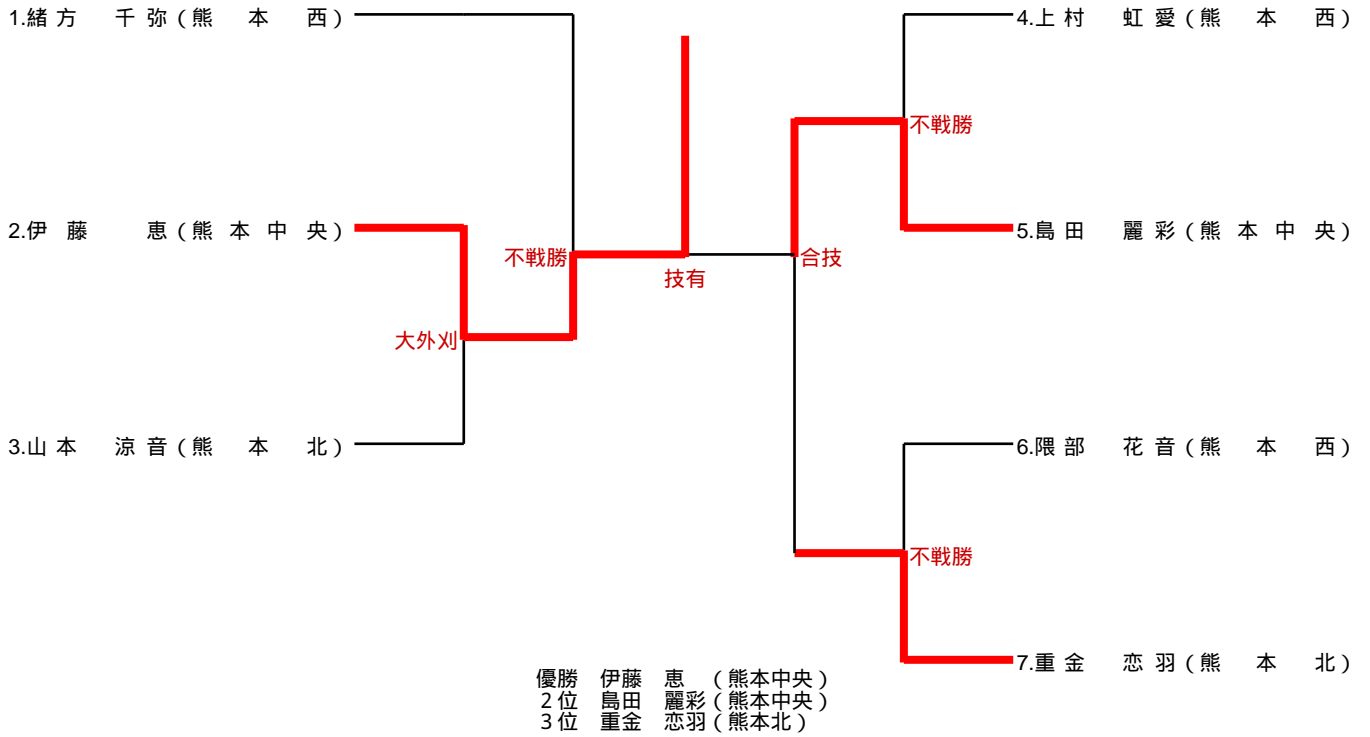 1.緒方 千弥(熊本西)
4.上村 虹愛(熊本西)
不戦勝
2.伊藤 恵(熊本中央)
5.島田 麗彩(熊本中央)
不戦勝
合技
技有
大外刈
3.山本 涼音(熊本北)
6.隈部 花音(熊本西)
不戦勝
7.重金 恋羽(熊本北)
優勝 伊藤 恵 (熊本中央)
2位 島田 麗彩(熊本中央)
3位 重金 恋羽(熊本北)